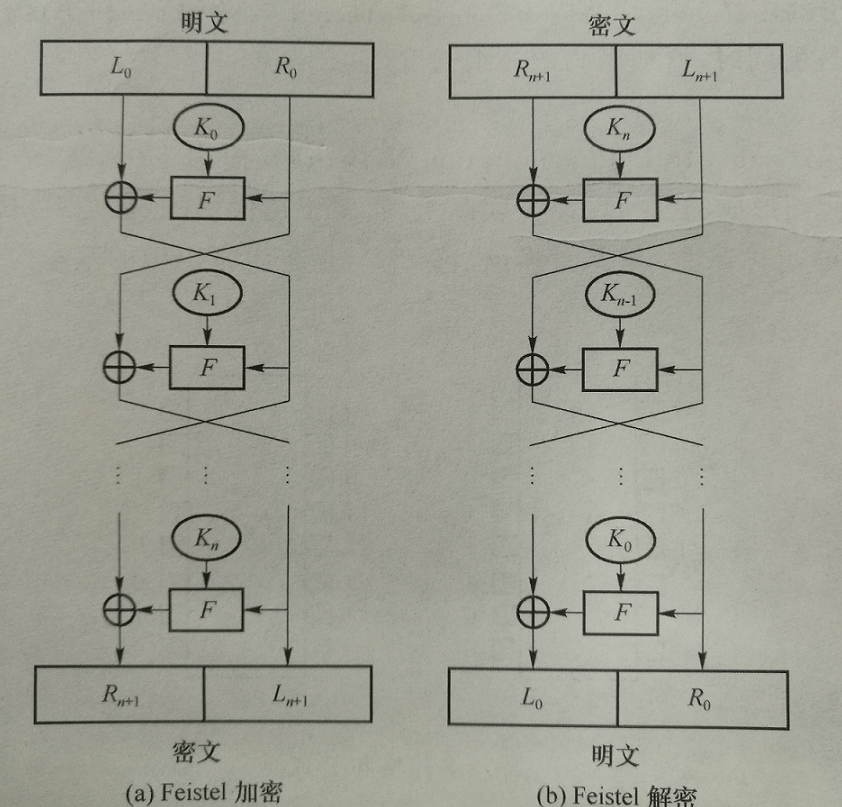 明文
L₀ R₀
K₀
F
K₁
F
⋮ ⋮ ⋮
Kₙ
F
Rₙ₊₁ Lₙ₊₁
密文
(a) Feistel 加密
密文
Rₙ₊₁ Lₙ₊₁
Kₙ
F
Kₙ₋₁
F
⋮ ⋮ ⋮
K₀
F
L₀ R₀
明文
(b) Feistel 解密